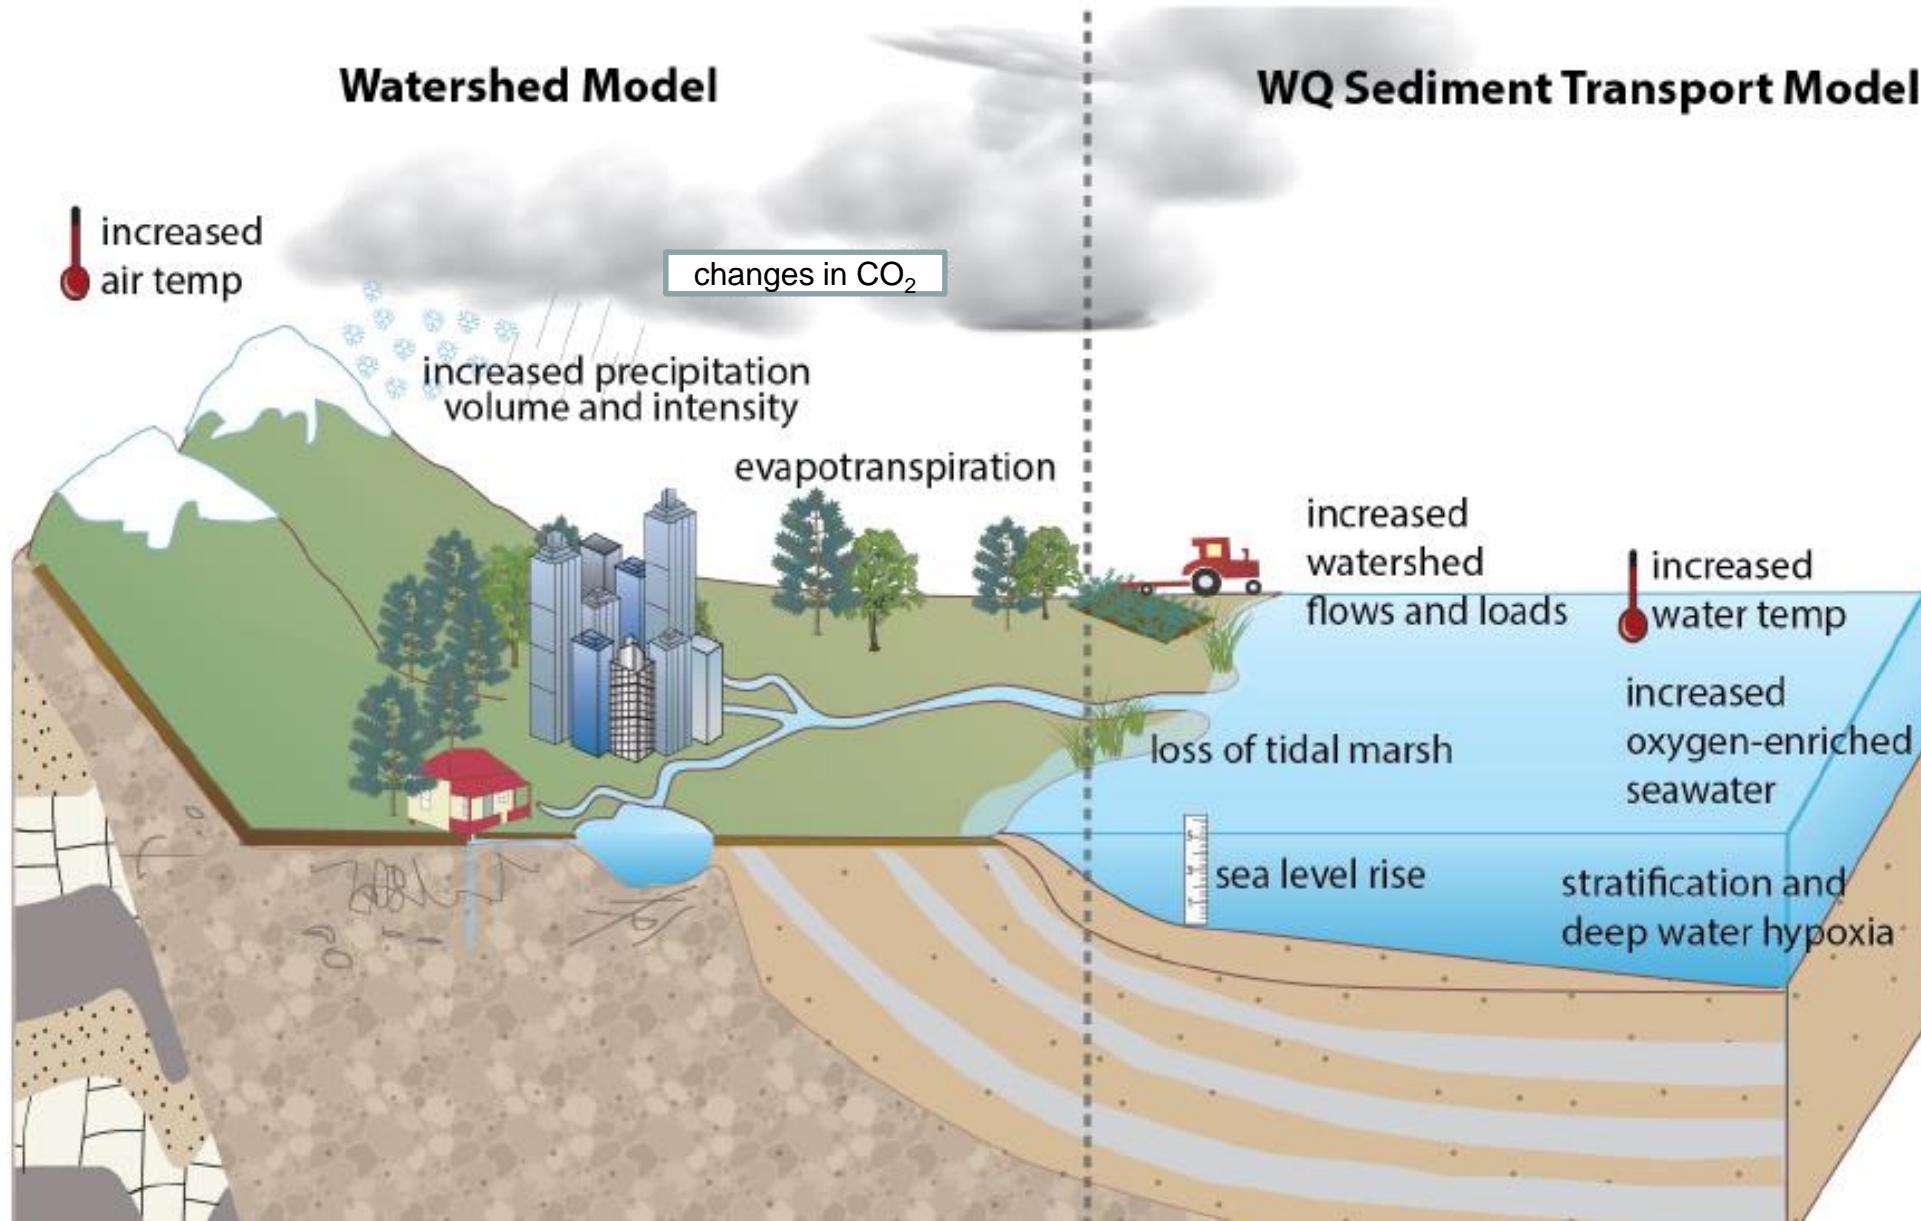 Watershed Model
WQ Sediment Transport Model
increased
air temp
changes in CO₂
increased precipitation
volume and intensity
evapotranspiration
increased
watershed
flows and loads
increased
water temp
increased
oxygen-enriched
seawater
loss of tidal marsh
sea level rise
stratification and
deep water hypoxia